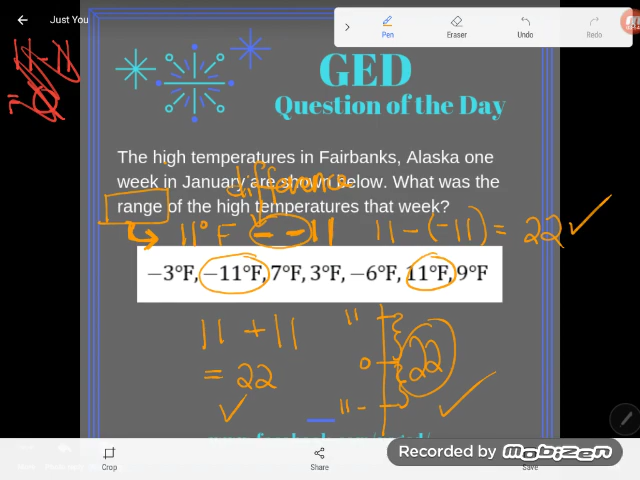 Just You
Pen
Eraser
Undo
Redo
GED
Question of the Day
The high temperatures in Fairbanks, Alaska one
week in January are shown below. What was the
difference
range of the high temperatures that week?
11°F - - 11
11 - (-11) = 22 ✓
−3°F, −11°F, 7°F, 3°F, −6°F, 11°F, 9°F
11 + 11
= 22
✓
11
0
11 -
22
✓
Crop
Share
Save
Recorded by mobizen